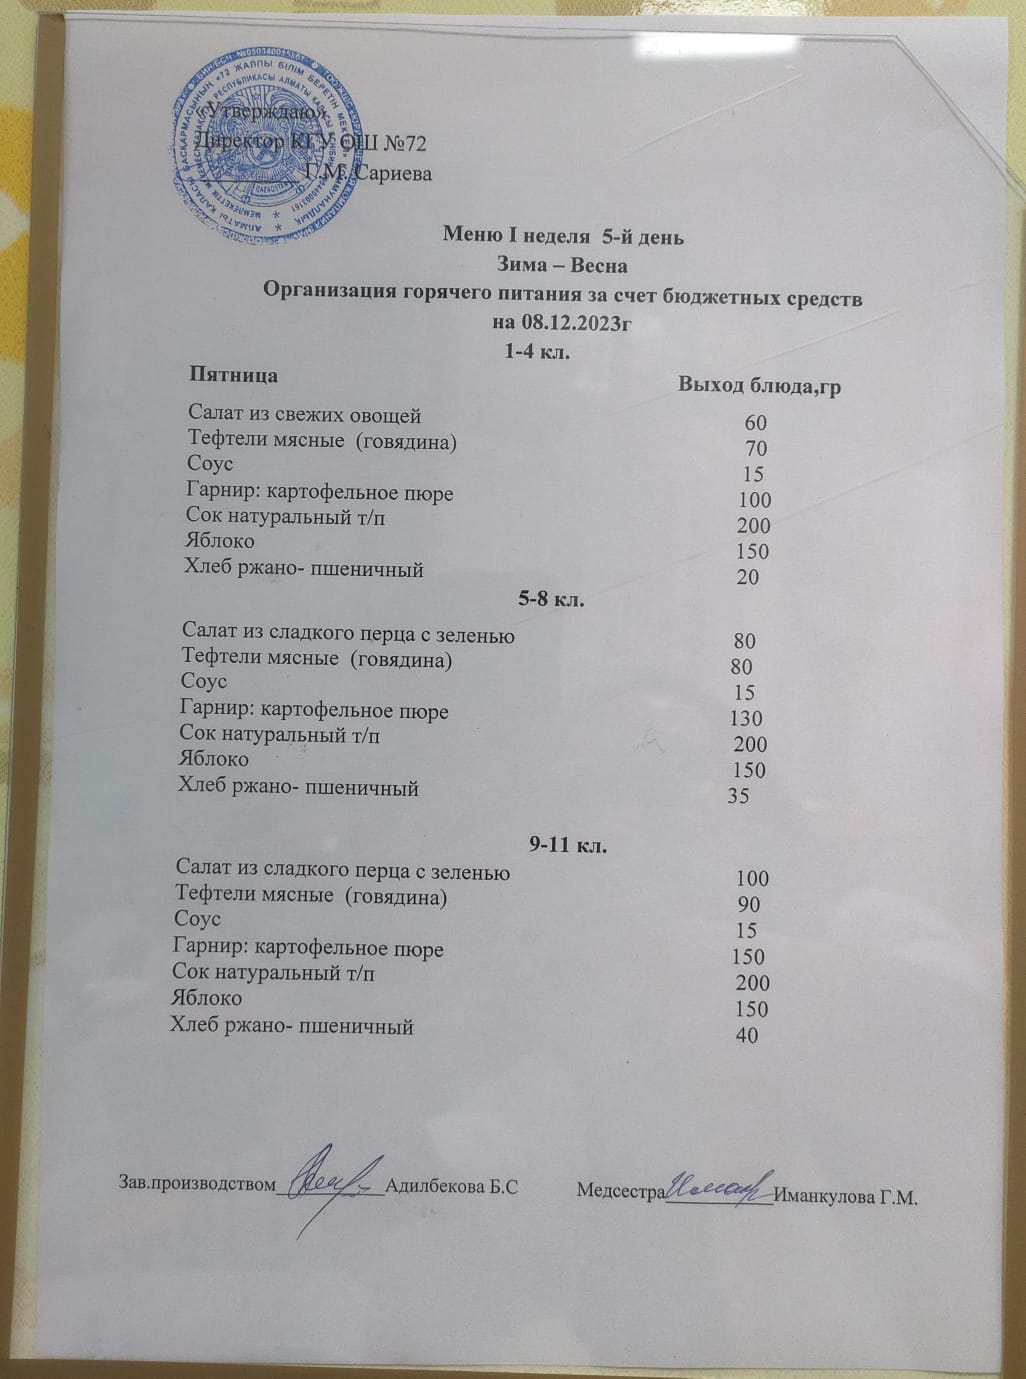 «Утверждаю»
Директор КГУ ОШ №72
Г.М. Сариева
Меню I неделя 5-й день
Зима – Весна
Организация горячего питания за счет бюджетных средств
на 08.12.2023г
1-4 кл.
Пятница Выход блюда,гр
Салат из свежих овощей 60
Тефтели мясные (говядина) 70
Соус 15
Гарнир: картофельное пюре 100
Сок натуральный т/п 200
Яблоко 150
Хлеб ржано- пшеничный 20
5-8 кл.
Салат из сладкого перца с зеленью 80
Тефтели мясные (говядина) 80
Соус 15
Гарнир: картофельное пюре 130
Сок натуральный т/п 200
Яблоко 150
Хлеб ржано- пшеничный 35
9-11 кл.
Салат из сладкого перца с зеленью 100
Тефтели мясные (говядина) 90
Соус 15
Гарнир: картофельное пюре 150
Сок натуральный т/п 200
Яблоко 150
Хлеб ржано- пшеничный 40
Зав.производством Адилбекова Б.С Медсестра Иманкулова Г.М.